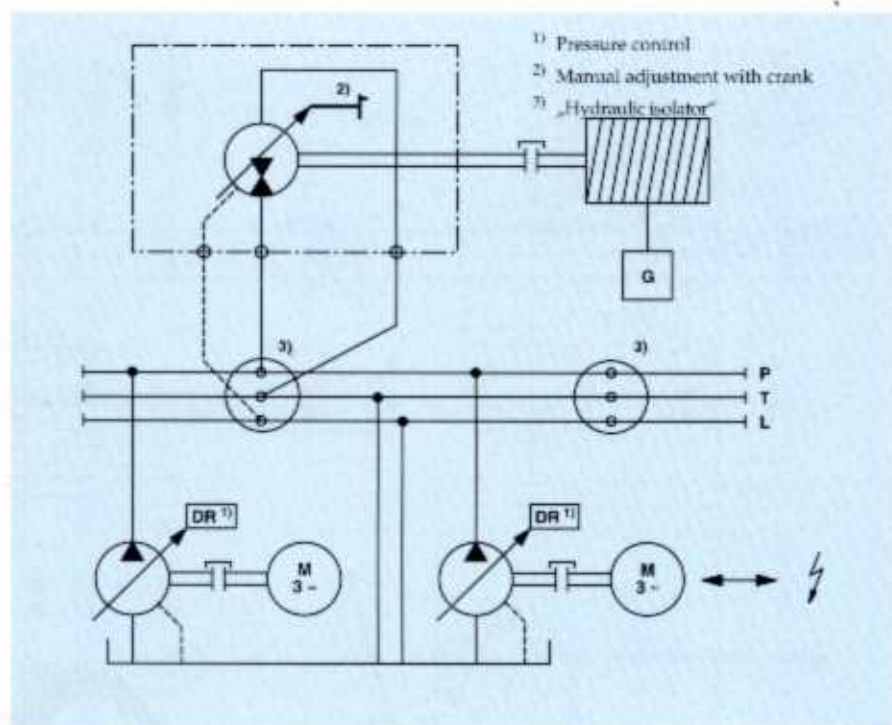 1) Pressure control
2) Manual adjustment with crank
3) „Hydraulic isolator"
2)
G
3)
3)
P
T
L
DR 1)
DR 1)
M
3 ~
M
3 ~